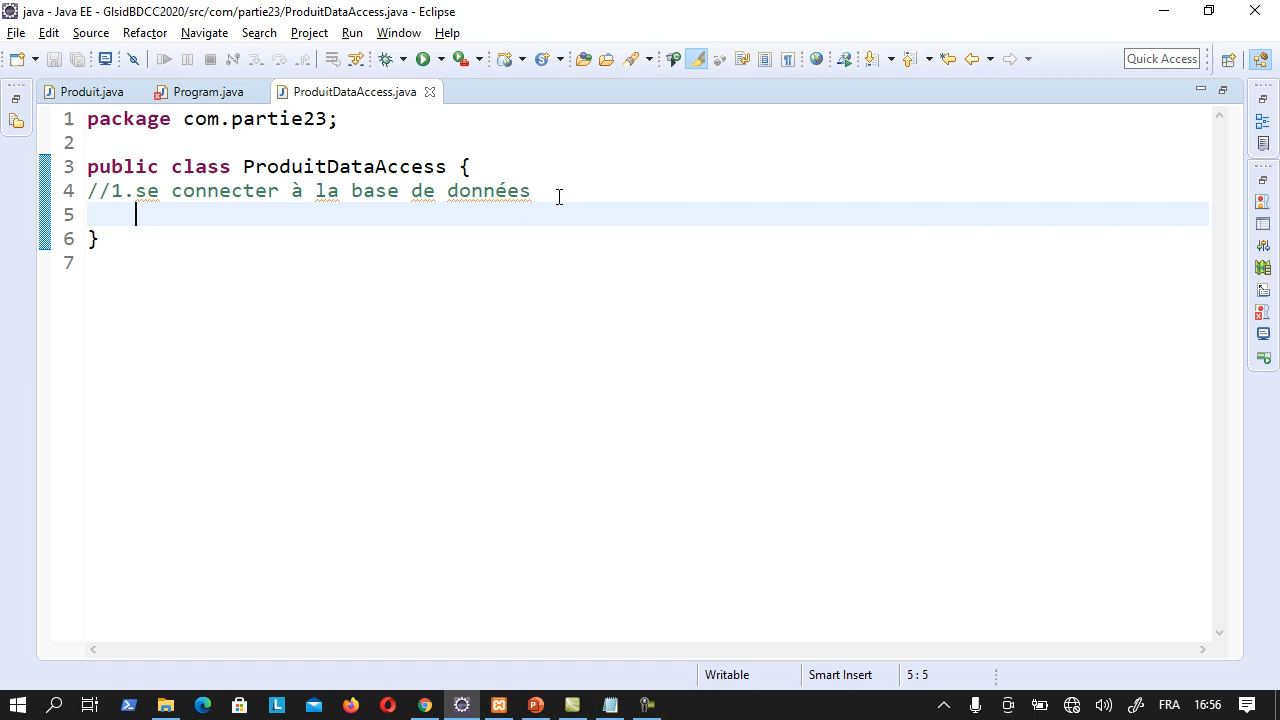 java - Java EE - GlsidBDCC2020/src/com/partie23/ProduitDataAccess.java - Eclipse
File Edit Source Refactor Navigate Search Project Run Window Help
Quick Access
Produit.java Program.java ProduitDataAccess.java
1 package com.partie23;
2
3 public class ProduitDataAccess {
4 //1.se connecter à la base de données
5
6 }
7
Writable Smart Insert 5 : 5
FRA 16:56